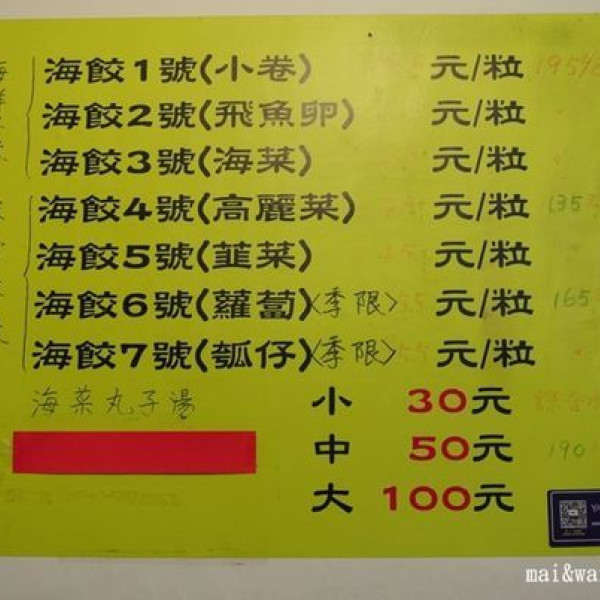 海餃1號(小卷) 元/粒 195
海餃2號(飛魚卵) 元/粒
海餃3號(海菜) 元/粒
海餃4號(高麗菜) 元/粒 135
海餃5號(韮菜) 元/粒
海餃6號(蘿蔔)<季限> 元/粒 165
海餃7號(瓠仔)<季限> 元/粒
海菜丸子湯 小 30元
中 50元 190
大 100元
mai&wa